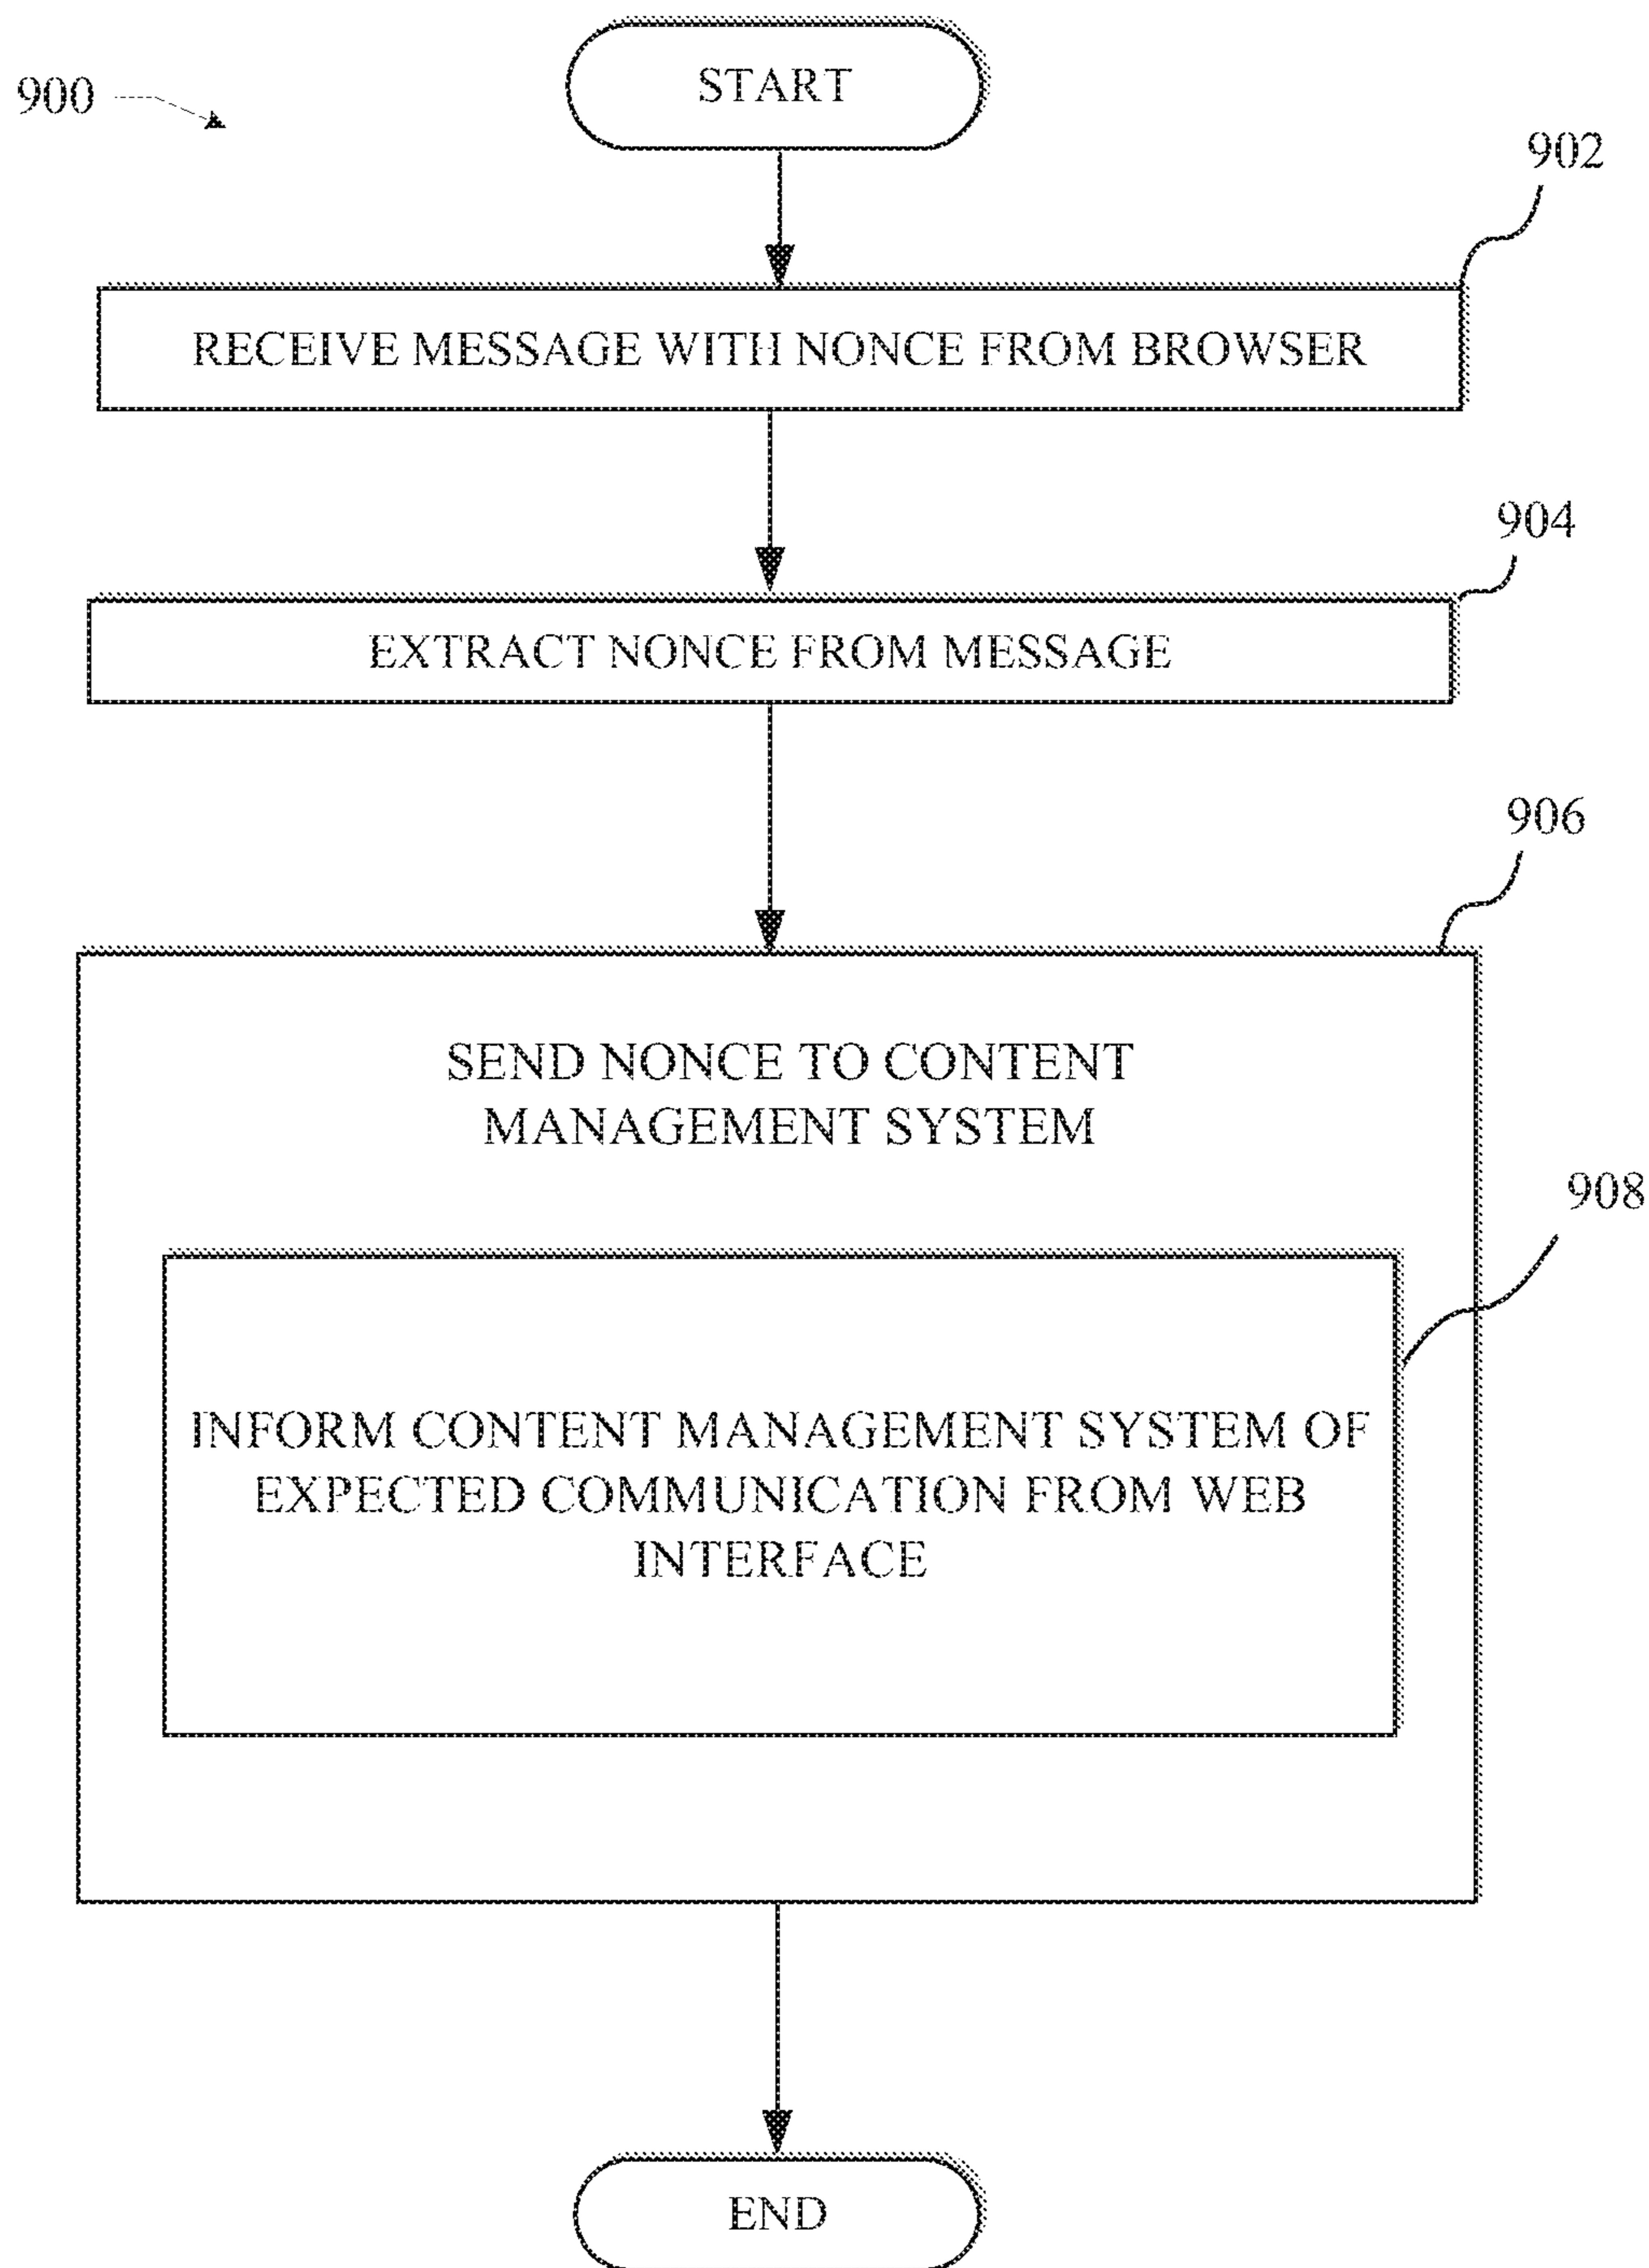 START
900
902
RECEIVE MESSAGE WITH NONCE FROM BROWSER
904
EXTRACT NONCE FROM MESSAGE
906
SEND NONCE TO CONTENT
MANAGEMENT SYSTEM
908
INFORM CONTENT MANAGEMENT SYSTEM OF
EXPECTED COMMUNICATION FROM WEB
INTERFACE
END